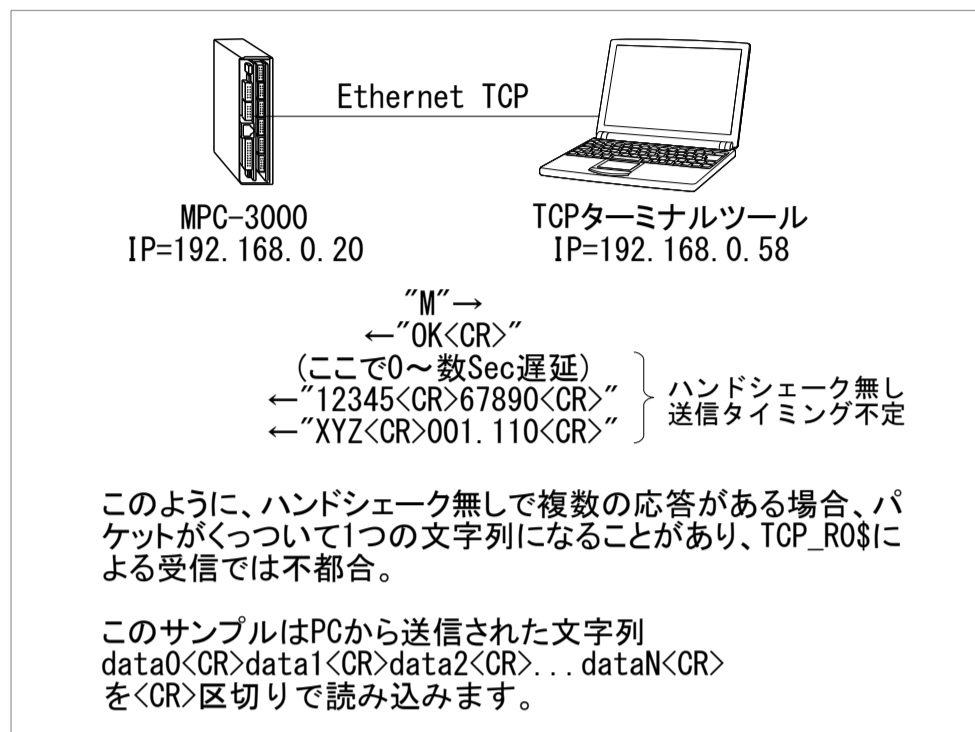 Ethernet TCP
MPC-3000
IP=192.168.0.20
TCPターミナルツール
IP=192.168.0.58
"M"→
←"OK<CR>"
(ここで0～数Sec遅延)
←"12345<CR>67890<CR>"
←"XYZ<CR>001.110<CR>"
ハンドシェーク無し
送信タイミング不定
このように、ハンドシェーク無しで複数の応答がある場合、パ
ケットがくっついて1つの文字列になることがあり、TCP_R0$に
よる受信では不都合。
このサンプルはPCから送信された文字列
data0<CR>data1<CR>data2<CR>...dataN<CR>
を<CR>区切りで読み込みます。